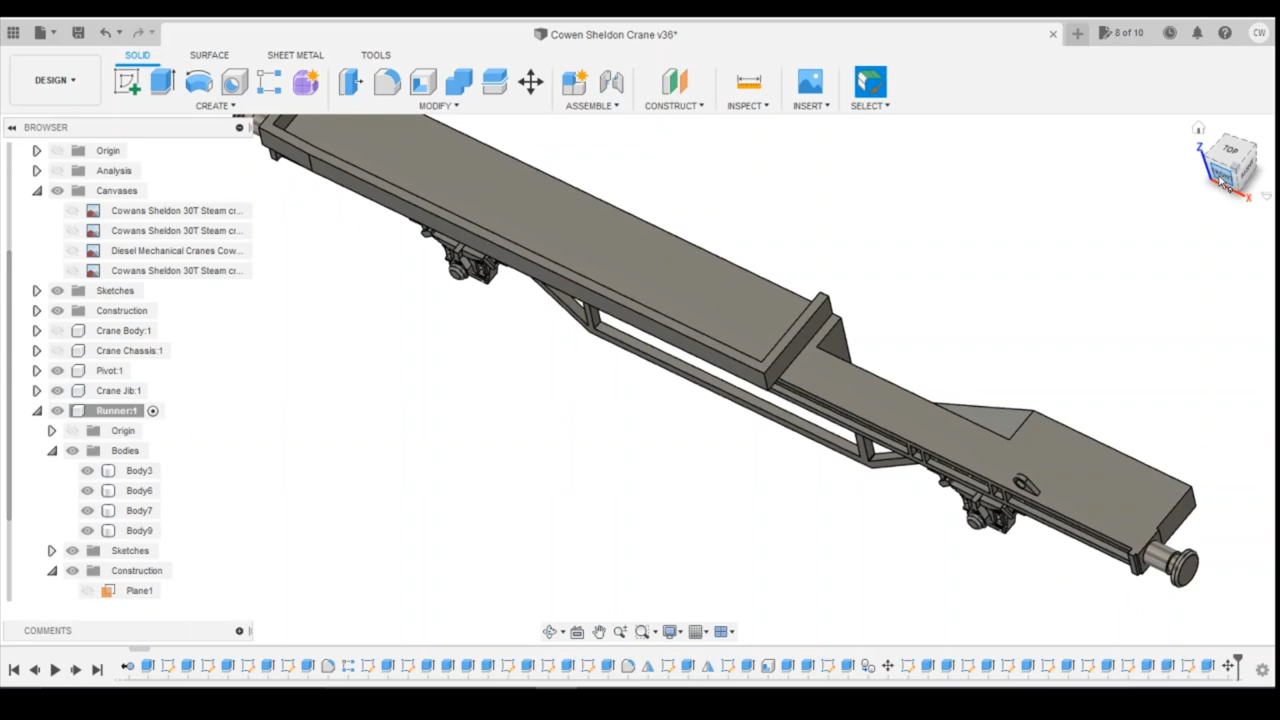 Cowen Sheldon Crane v36*
8 of 10
CW
DESIGN
SOLID
SURFACE
SHEET METAL
TOOLS
CREATE
MODIFY
ASSEMBLE
CONSTRUCT
INSPECT
INSERT
SELECT
BROWSER
Origin
Analysis
Canvases
Cowans Sheldon 30T Steam cr...
Cowans Sheldon 30T Steam cr...
Diesel Mechanical Cranes Cow...
Cowans Sheldon 30T Steam cr...
Sketches
Construction
Crane Body:1
Crane Chassis:1
Pivot:1
Crane Jib:1
Runner:1
Origin
Bodies
Body3
Body6
Body7
Body9
Sketches
Construction
Plane1
COMMENTS
TOP
Z
X